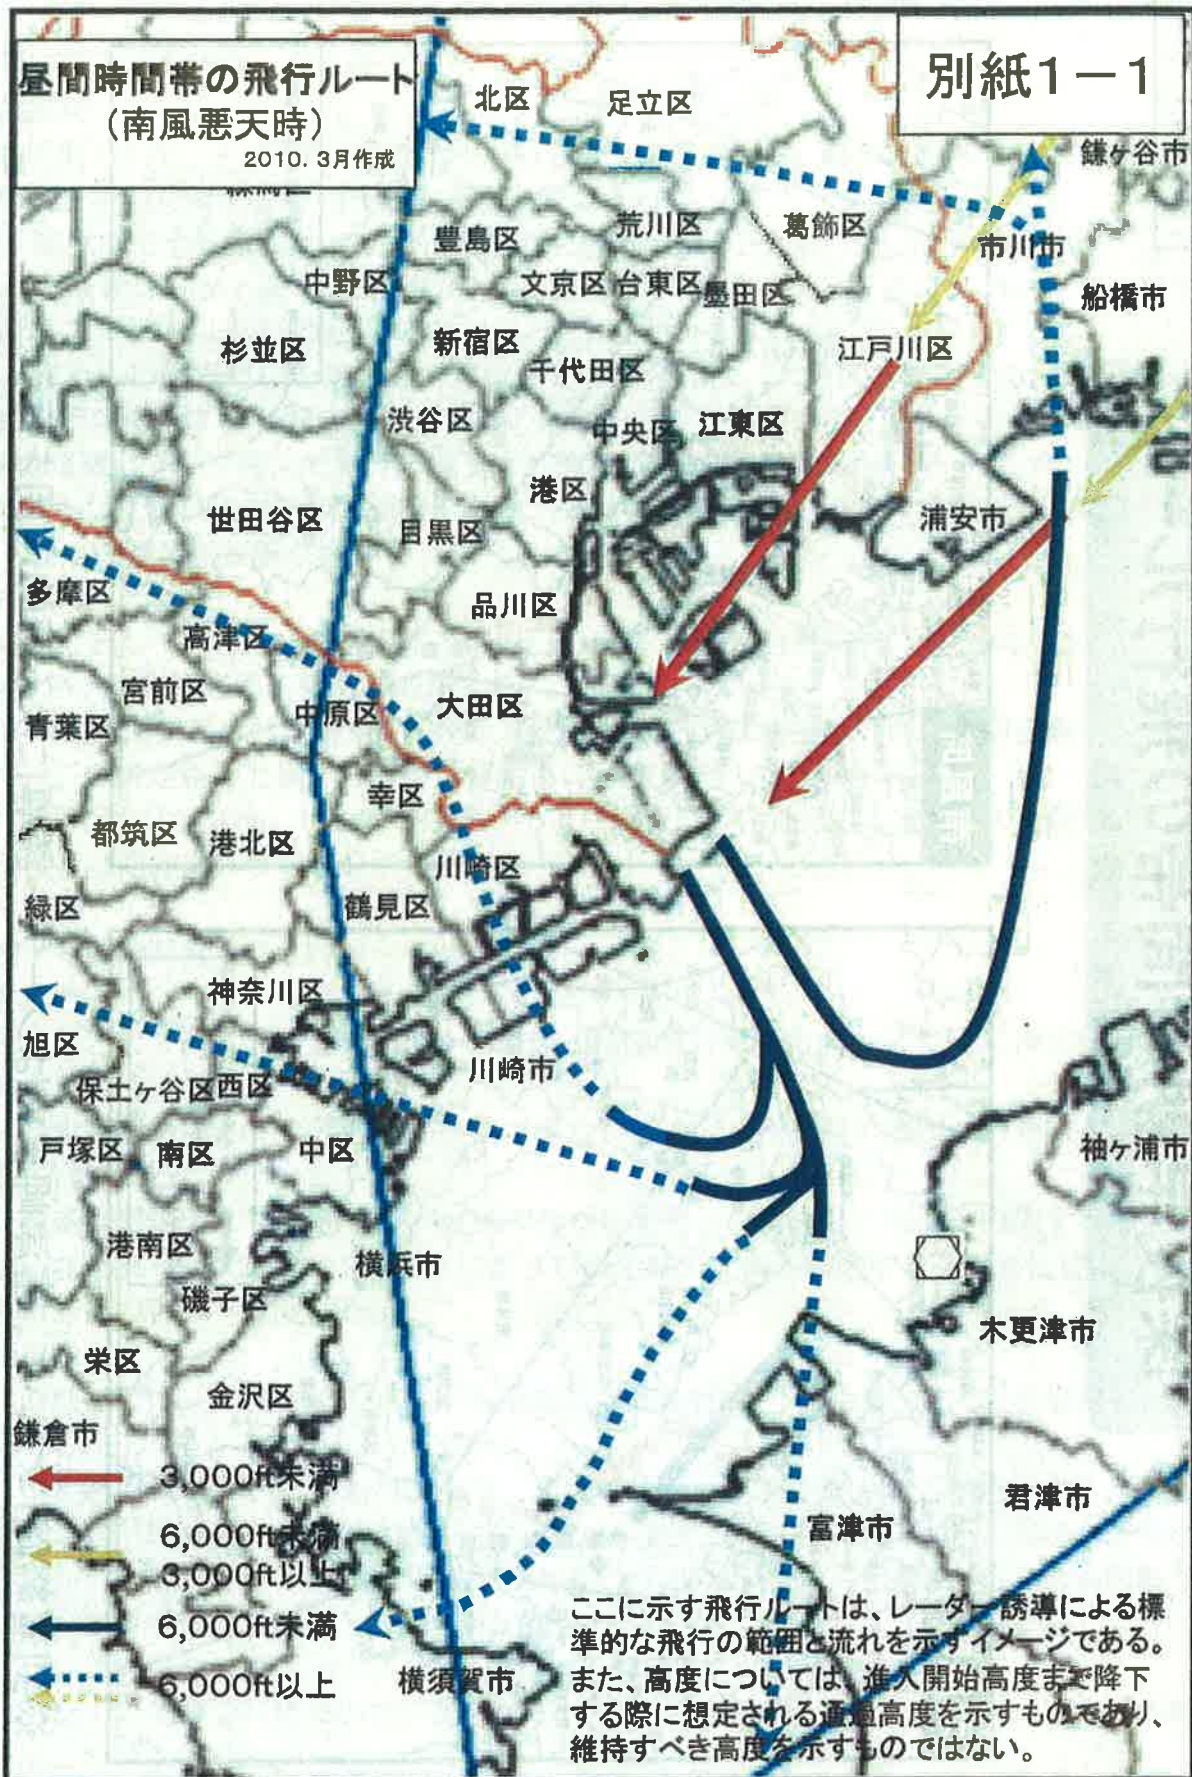 昼間時間帯の飛行ルート
(南風悪天時)
2010. 3月作成
別紙1-1
北区
足立区
鎌ヶ谷市
豊島区
荒川区
葛飾区
市川市
中野区
文京区
台東区
墨田区
船橋市
杉並区
新宿区
千代田区
江戸川区
渋谷区
中央区
江東区
港区
世田谷区
目黒区
浦安市
多摩区
品川区
高津区
宮前区
中原区
大田区
青葉区
幸区
都筑区
港北区
川崎区
緑区
鶴見区
神奈川区
旭区
川崎市
保土ヶ谷区
西区
戸塚区
南区
中区
袖ヶ浦市
港南区
横浜市
磯子区
木更津市
栄区
金沢区
鎌倉市
君津市
富津市
横須賀市
3,000ft未満
6,000ft未満
3,000ft以上
6,000ft未満
6,000ft以上
ここに示す飛行ルートは、レーダー誘導による標
準的な飛行の範囲と流れを示すイメージである。
また、高度については、進入開始高度まで降下
する際に想定される通過高度を示すものであり、
維持すべき高度を示すものではない。